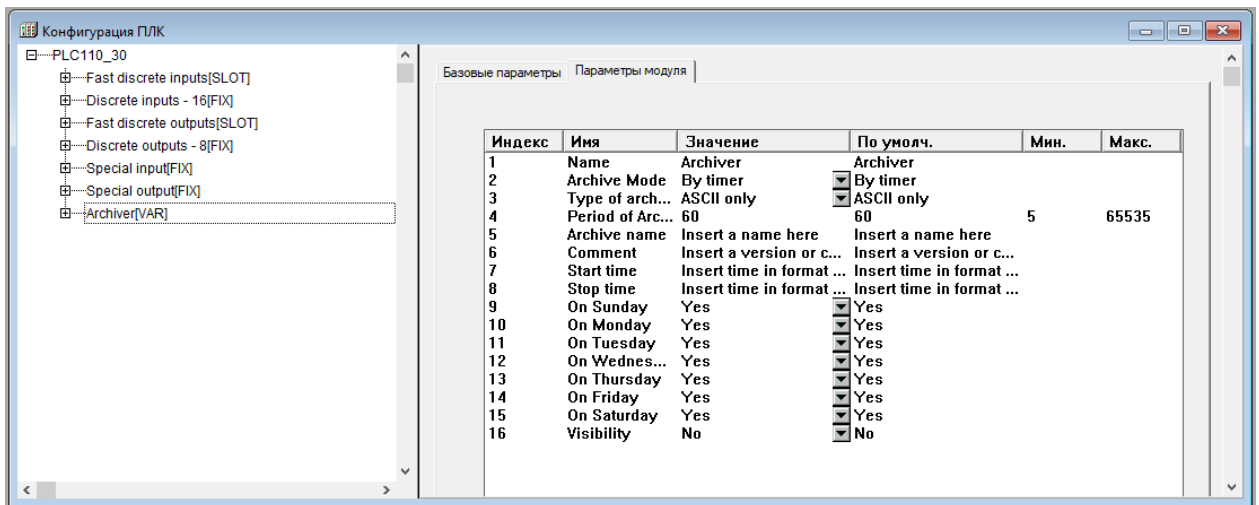 Конфигурация ПЛК
PLC110_30
Fast discrete inputs[SLOT]
Discrete inputs - 16[FIX]
Fast discrete outputs[SLOT]
Discrete outputs - 8[FIX]
Special input[FIX]
Special output[FIX]
Archiver[VAR]
Базовые параметры Параметры модуля
Индекс Имя Значение По умолч. Мин. Макс.
1 Name Archiver Archiver
2 Archive Mode By timer By timer
3 Type of arch... ASCII only ASCII only
4 Period of Arc... 60 60 5 65535
5 Archive name Insert a name here Insert a name here
6 Comment Insert a version or c... Insert a version or c...
7 Start time Insert time in format ... Insert time in format ...
8 Stop time Insert time in format ... Insert time in format ...
9 On Sunday Yes Yes
10 On Monday Yes Yes
11 On Tuesday Yes Yes
12 On Wednes... Yes Yes
13 On Thursday Yes Yes
14 On Friday Yes Yes
15 On Saturday Yes Yes
16 Visibility No No